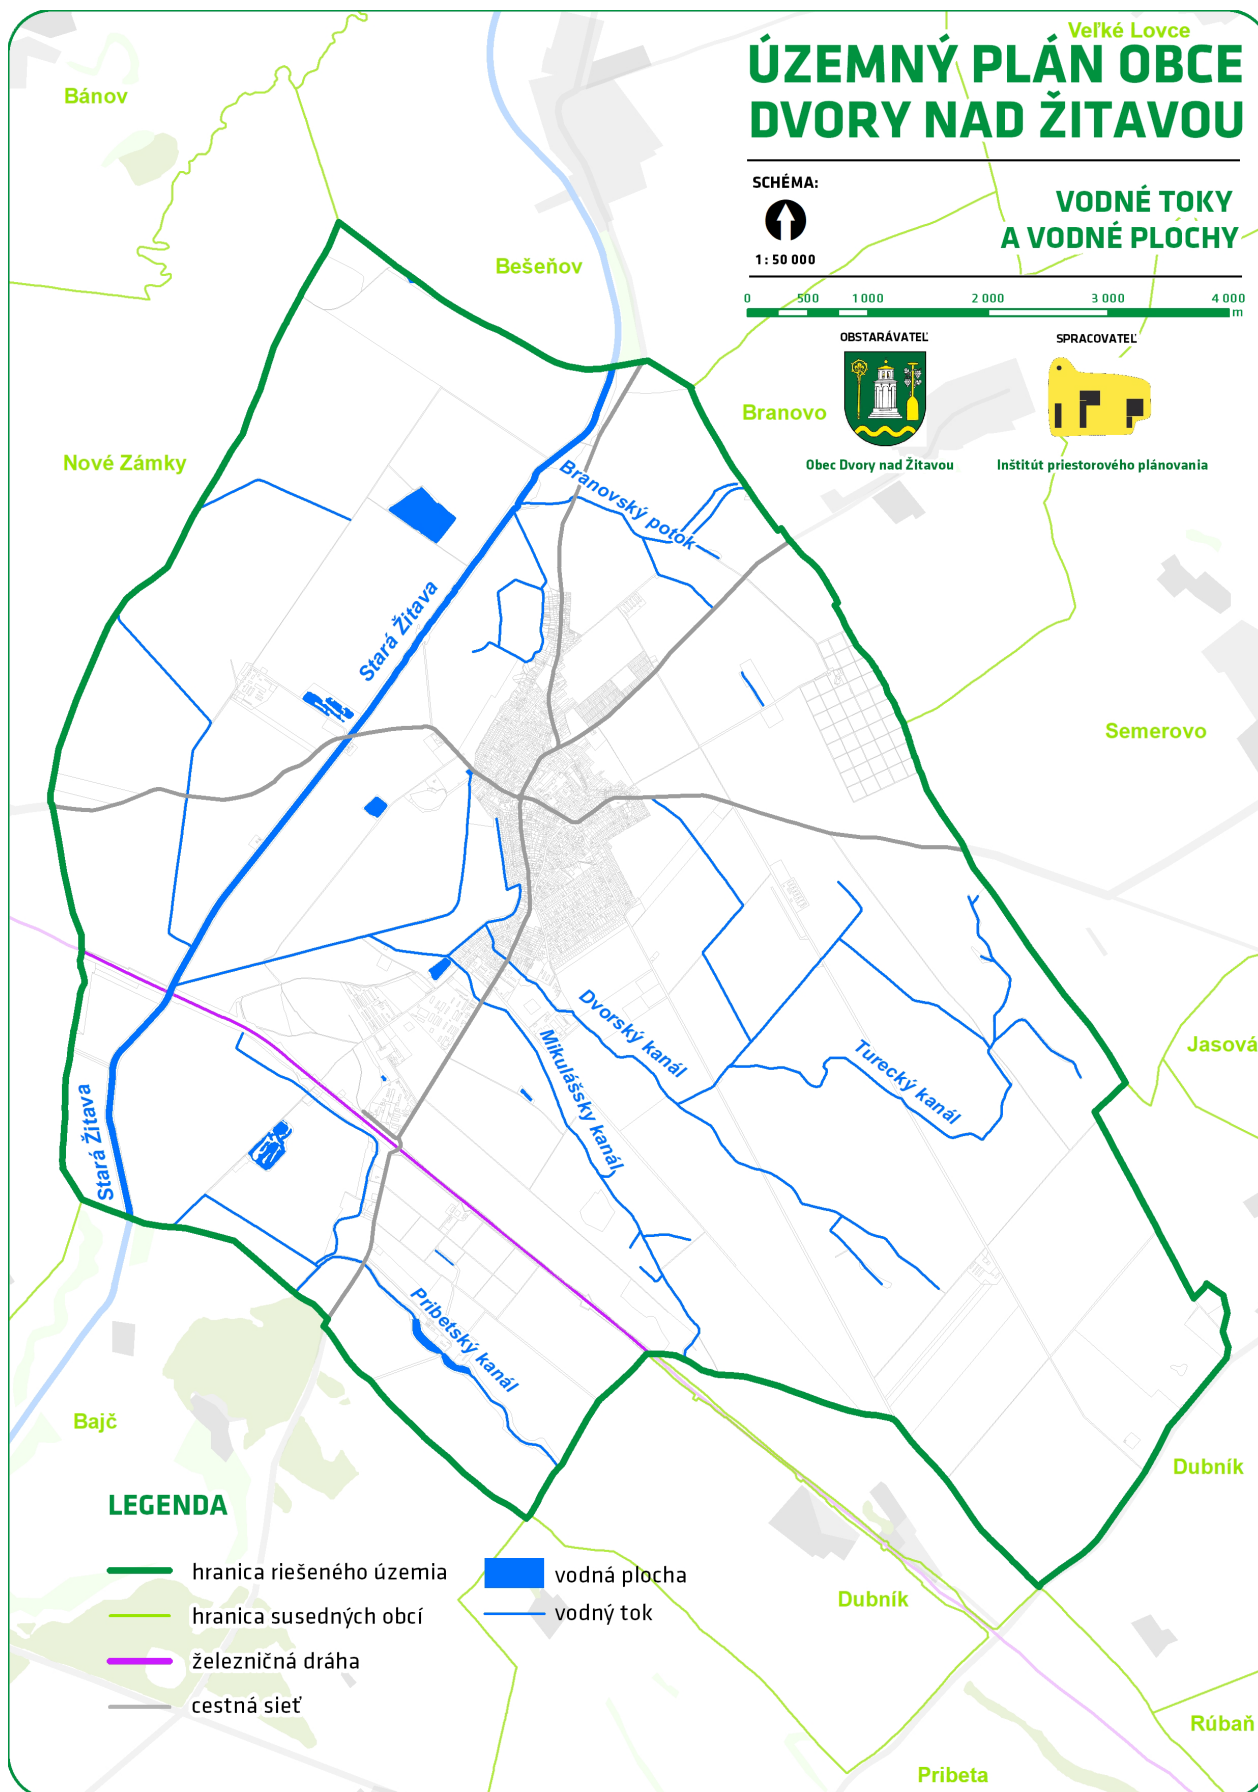 Veľké Lovce
ÚZEMNÝ PLÁN OBCE
DVORY NAD ŽITAVOU
Bánov
SCHÉMA:
1 : 50 000
VODNÉ TOKY
A VODNÉ PLOCHY
Bešeňov
0 500 1 000 2 000 3 000 4 000
m
OBSTARÁVATEĽ
SPRACOVATEĽ
Branovo
Obec Dvory nad Žitavou
Inštitút priestorového plánovania
Nové Zámky
Branovský potok
Stará Žitava
Semerovo
Dvorský kanál
Mikulášsky kanál
Turecký kanál
Jasová
Stará Žitava
Pribetský kanál
Bajč
Dubník
LEGENDA
hranica riešeného územia
hranica susedných obcí
železničná dráha
cestná sieť
vodná plocha
vodný tok
Dubník
Rúbaň
Pribeta